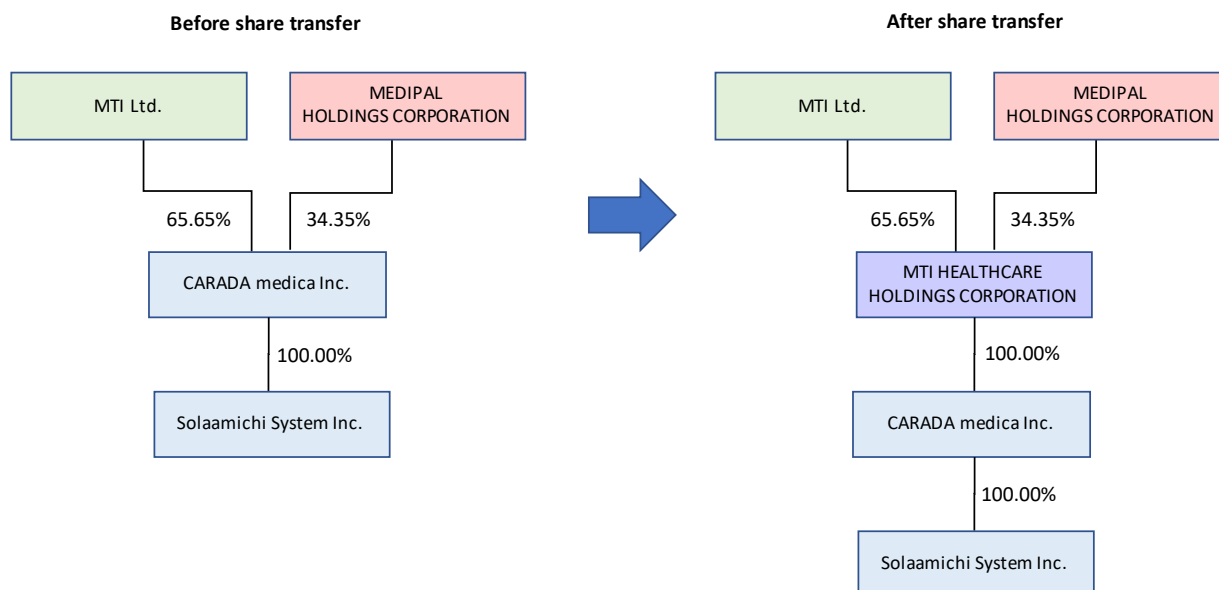 Before share transfer
MTI Ltd.
MEDIPAL
HOLDINGS CORPORATION
65.65%
34.35%
CARADA medica Inc.
100.00%
Solaamichi System Inc.
After share transfer
MTI Ltd.
MEDIPAL
HOLDINGS CORPORATION
65.65%
34.35%
MTI HEALTHCARE
HOLDINGS CORPORATION
100.00%
CARADA medica Inc.
100.00%
Solaamichi System Inc.